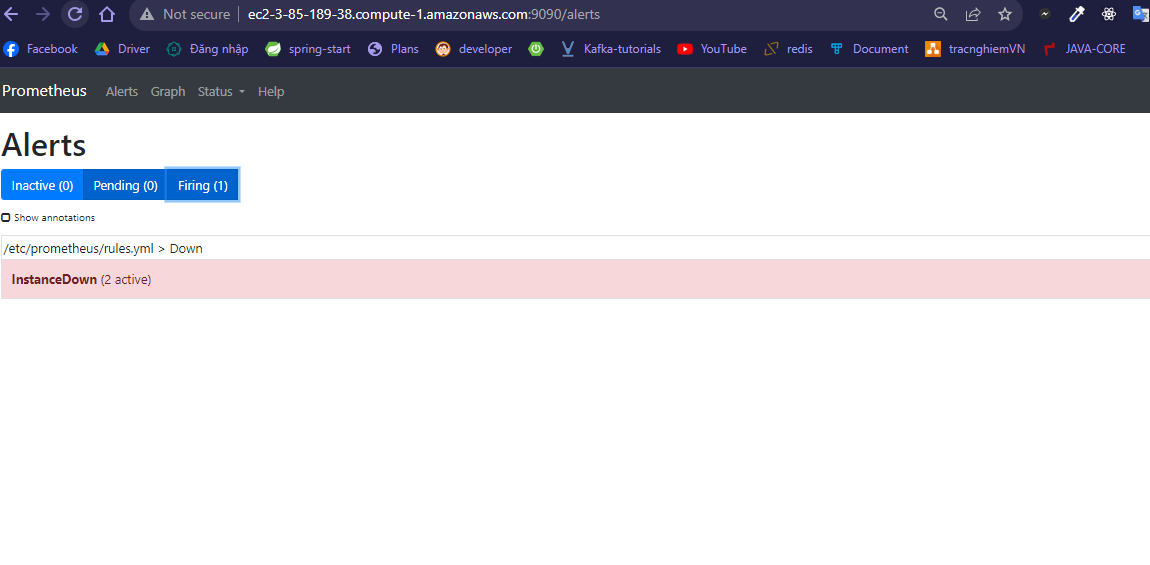 Not secure ec2-3-85-189-38.compute-1.amazonaws.com:9090/alerts
Facebook Driver Đăng nhập spring-start Plans developer Kafka-tutorials YouTube redis Document tracnghiemVN JAVA-CORE
Prometheus Alerts Graph Status Help
Alerts
Inactive (0) Pending (0) Firing (1)
Show annotations
/etc/prometheus/rules.yml > Down
InstanceDown (2 active)